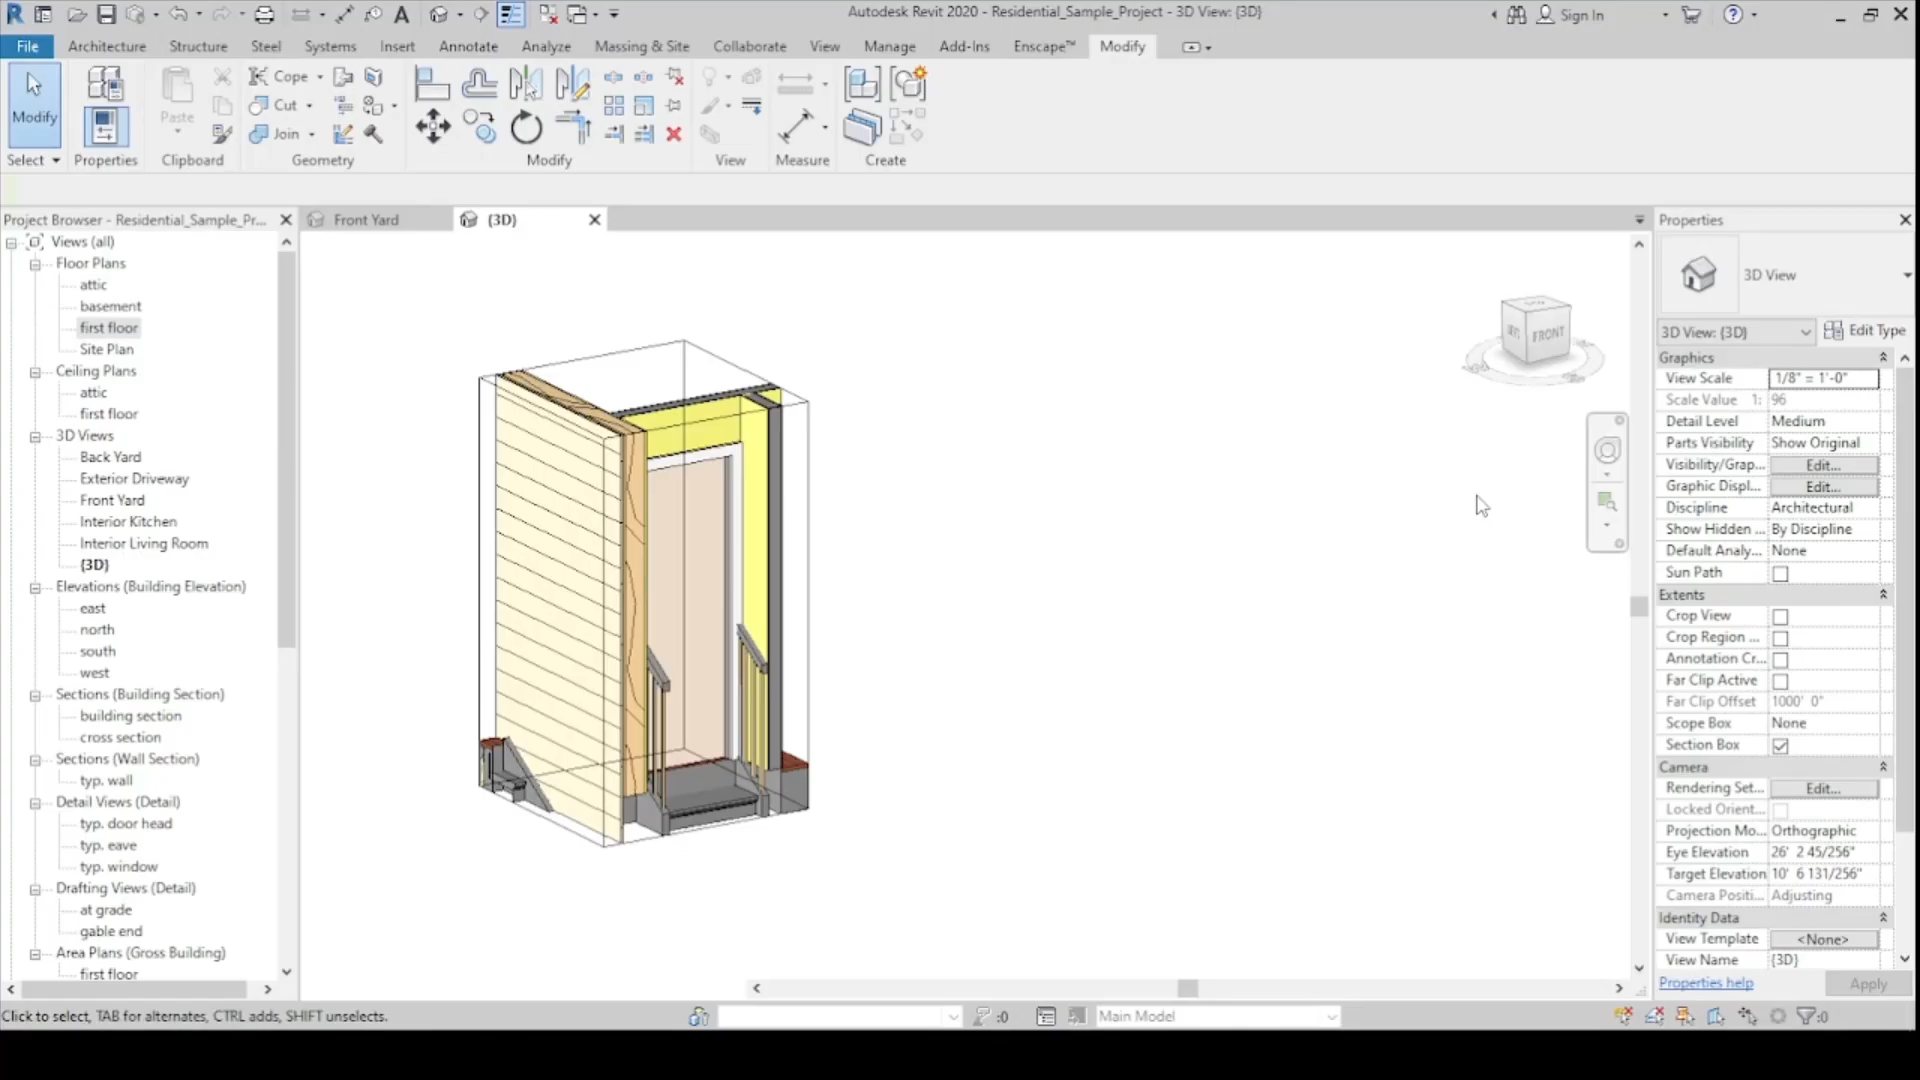 Autodesk Revit 2020 - Residential_Sample_Project - 3D View: {3D}
Sign In
File Architecture Structure Steel Systems Insert Annotate Analyze Massing & Site Collaborate View Manage Add-Ins Enscape™ Modify
Modify
Paste
Cope
Cut
Join
Select Properties Clipboard Geometry Modify View Measure Create
Project Browser - Residential_Sample_Pr...
Front Yard
{3D}
Views (all)
Floor Plans
attic
basement
first floor
Site Plan
Ceiling Plans
attic
first floor
3D Views
Back Yard
Exterior Driveway
Front Yard
Interior Kitchen
Interior Living Room
{3D}
Elevations (Building Elevation)
east
north
south
west
Sections (Building Section)
building section
cross section
Sections (Wall Section)
typ. wall
Detail Views (Detail)
typ. door head
typ. eave
typ. window
Drafting Views (Detail)
at grade
gable end
Area Plans (Gross Building)
first floor
FRONT
Properties
3D View
3D View: {3D}
Edit Type
Graphics
View Scale 1/8" = 1'-0"
Scale Value 1: 96
Detail Level Medium
Parts Visibility Show Original
Visibility/Grap... Edit...
Graphic Displ... Edit...
Discipline Architectural
Show Hidden ... By Discipline
Default Analy... None
Sun Path
Extents
Crop View
Crop Region ...
Annotation Cr...
Far Clip Active
Far Clip Offset 1000' 0"
Scope Box None
Section Box
Camera
Rendering Set... Edit...
Locked Orient...
Projection Mo... Orthographic
Eye Elevation 26' 2 45/256"
Target Elevation 10' 6 131/256"
Camera Positi... Adjusting
Identity Data
View Template <None>
View Name {3D}
Properties help
Apply
Click to select, TAB for alternates, CTRL adds, SHIFT unselects.
:0
Main Model
:0